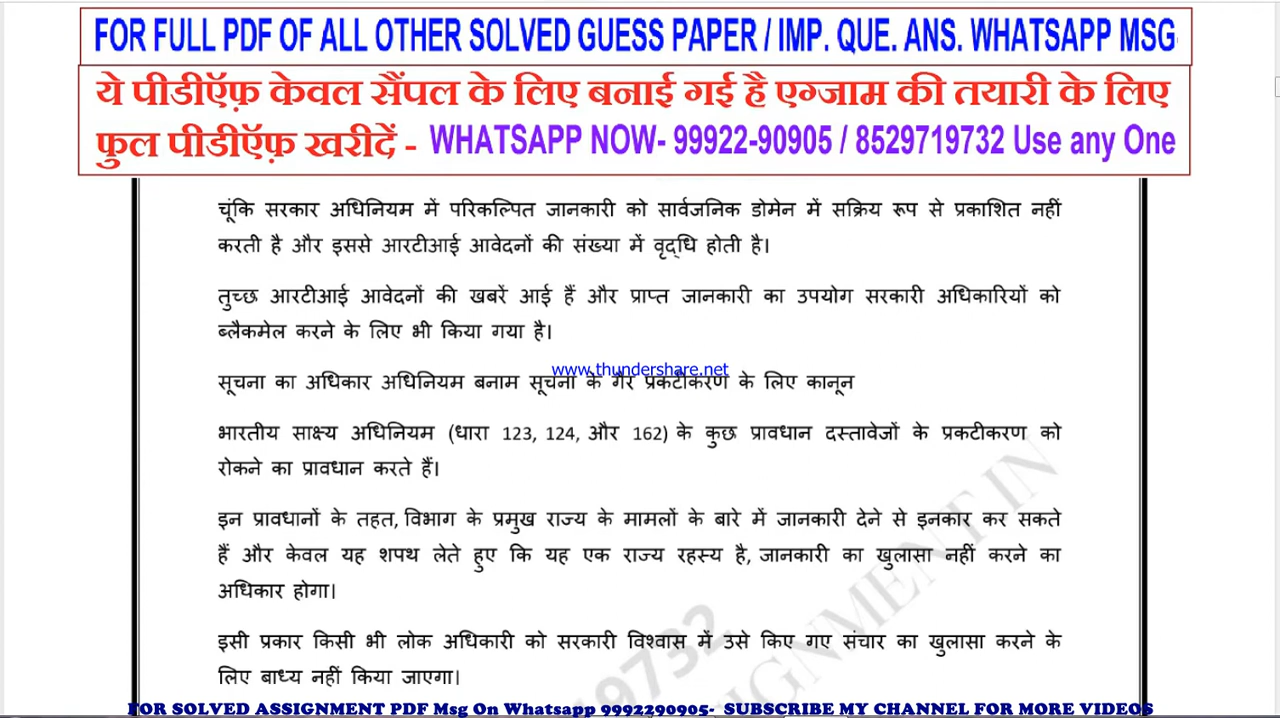 FOR FULL PDF OF ALL OTHER SOLVED GUESS PAPER / IMP. QUE. ANS. WHATSAPP MSG
ये पीडीऍफ़ केवल सैंपल के लिए बनाई गई है एग्जाम की तयारी के लिए
फुल पीडीऍफ़ खरीदें - WHATSAPP NOW- 99922-90905 / 8529719732 Use any One
चूंकि सरकार अधिनियम में परिकल्पित जानकारी को सार्वजनिक डोमेन में सक्रिय रूप से प्रकाशित नहीं
करती है और इससे आरटीआई आवेदनों की संख्या में वृद्धि होती है।
तुच्छ आरटीआई आवेदनों की खबरें आई हैं और प्राप्त जानकारी का उपयोग सरकारी अधिकारियों को
ब्लैकमेल करने के लिए भी किया गया है।
www.thundershare.net
सूचना का अधिकार अधिनियम बनाम सूचना के गैर प्रकटीकरण के लिए कानून
भारतीय साक्ष्य अधिनियम (धारा 123, 124, और 162) के कुछ प्रावधान दस्तावेजों के प्रकटीकरण को
रोकने का प्रावधान करते हैं।
इन प्रावधानों के तहत, विभाग के प्रमुख राज्य के मामलों के बारे में जानकारी देने से इनकार कर सकते
हैं और केवल यह शपथ लेते हुए कि यह एक राज्य रहस्य है, जानकारी का खुलासा नहीं करने का
अधिकार होगा।
इसी प्रकार किसी भी लोक अधिकारी को सरकारी विश्वास में उसे किए गए संचार का खुलासा करने के
लिए बाध्य नहीं किया जाएगा।
19732
IGNMENT IN
FOR SOLVED ASSIGNMENT PDF Msg On Whatsapp 9992290905- SUBSCRIBE MY CHANNEL FOR MORE VIDEOS